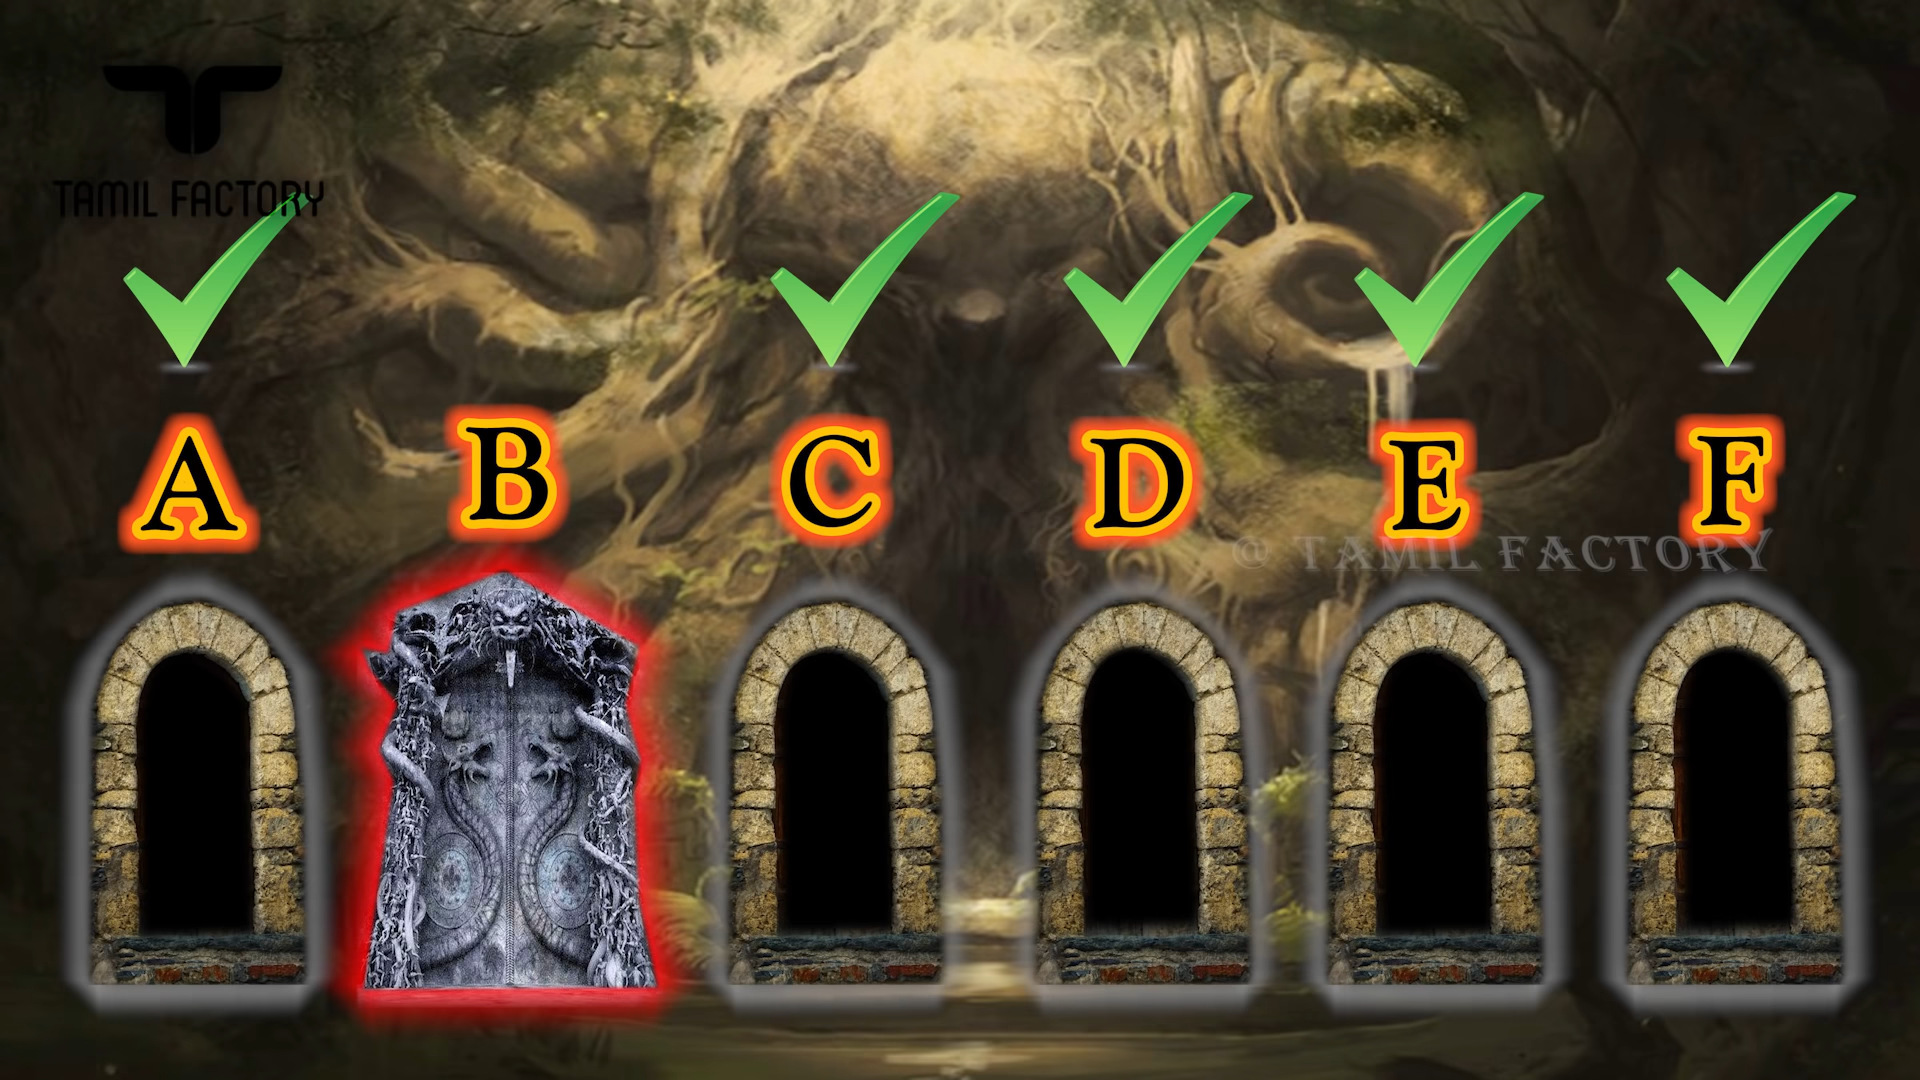 TAMIL FACTORY
A B C D E F
@ TAMIL FACTORY